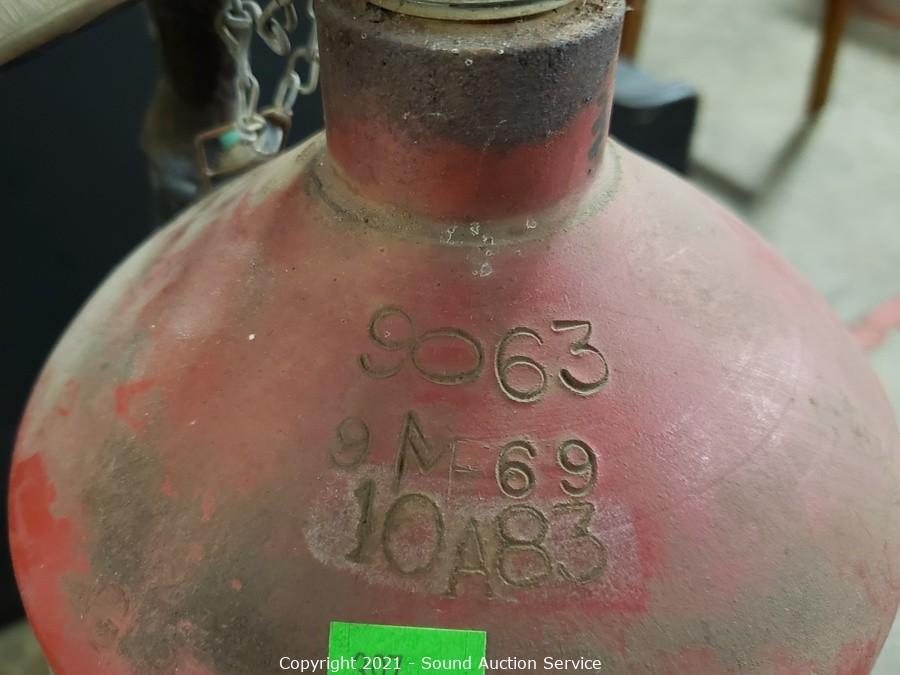 9063
9 M F 69
10A83
Copyright 2021 - Sound Auction Service